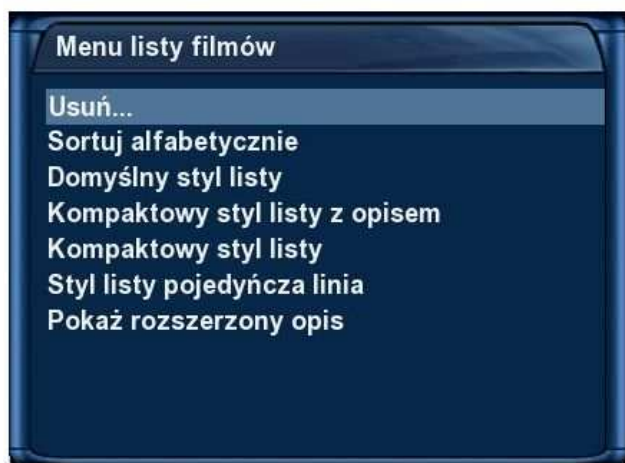 Menu listy filmów
Usuń...
Sortuj alfabetycznie
Domyślny styl listy
Kompaktowy styl listy z opisem
Kompaktowy styl listy
Styl listy pojedyńcza linia
Pokaż rozszerzony opis